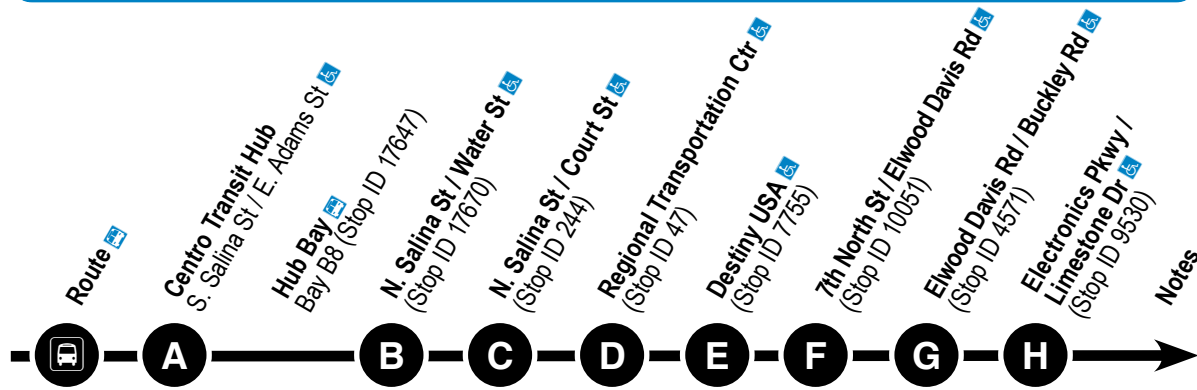 Route
Centro Transit Hub
S. Salina St / E. Adams St
Hub Bay
Bay B8 (Stop ID 17647)
N. Salina St / Water St
(Stop ID 17670)
N. Salina St / Court St
(Stop ID 244)
Regional Transportation Ctr
(Stop ID 47)
Destiny USA
(Stop ID 7755)
7th North St / Elwood Davis Rd
(Stop ID 10051)
Elwood Davis Rd / Buckley Rd
(Stop ID 4571)
Electronics Pkwy /
Limestone Dr
(Stop ID 9530)
Notes
A B C D E F G H